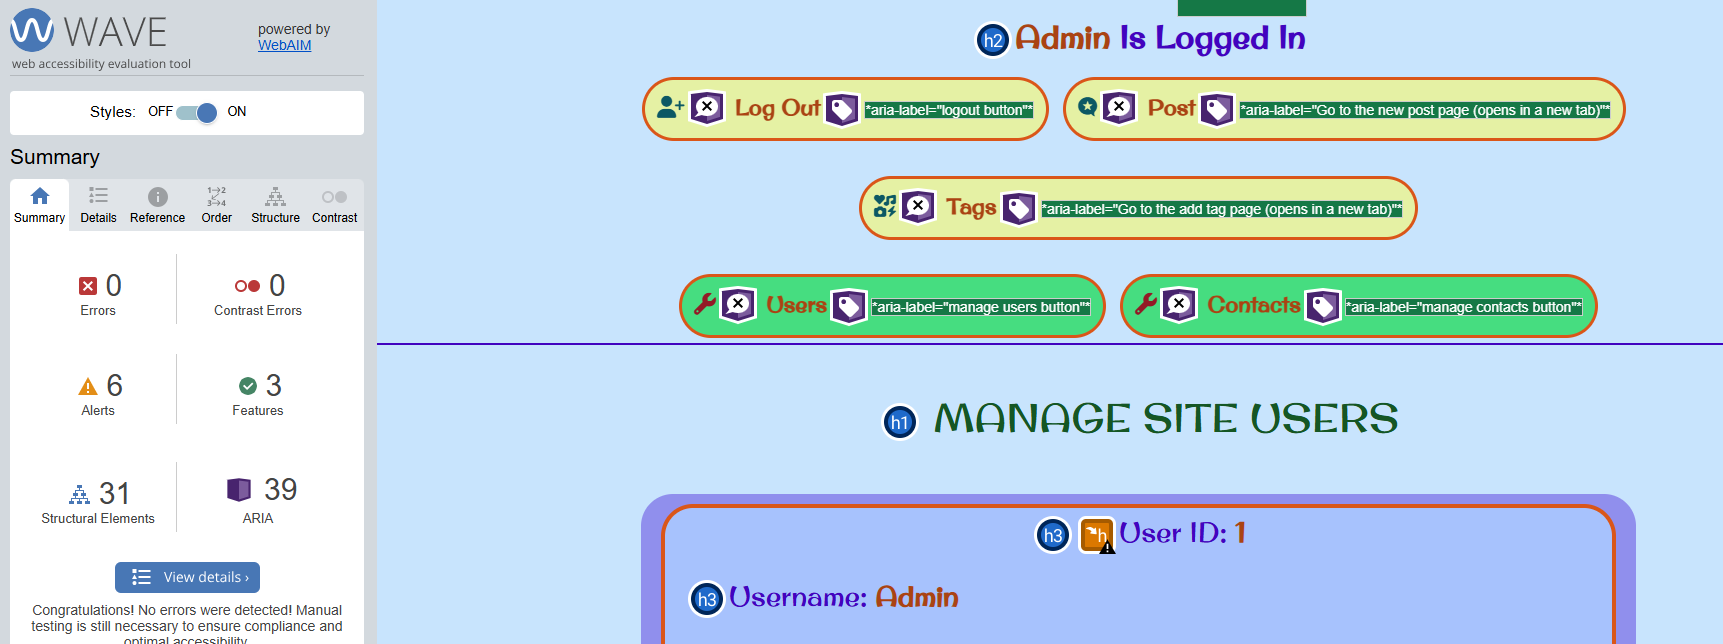 WAVE
powered by
WebAIM
web accessibility evaluation tool
Styles: OFF ON
Summary
1→2
3→4
Summary Details Reference Order Structure Contrast
0 0
Errors Contrast Errors
6 3
Alerts Features
31 39
Structural Elements ARIA
View details ›
Congratulations! No errors were detected! Manual
testing is still necessary to ensure compliance and
optimal accessibility
h2 Admin Is Logged In
Log Out *aria-label="logout button"* Post *aria-label="Go to the new post page (opens in a new tab)"*
Tags *aria-label="Go to the add tag page (opens in a new tab)"*
Users *aria-label="manage users button"* Contacts *aria-label="manage contacts button"*
h1 MANAGE SITE USERS
h3 h User ID: 1
h3 Username: Admin